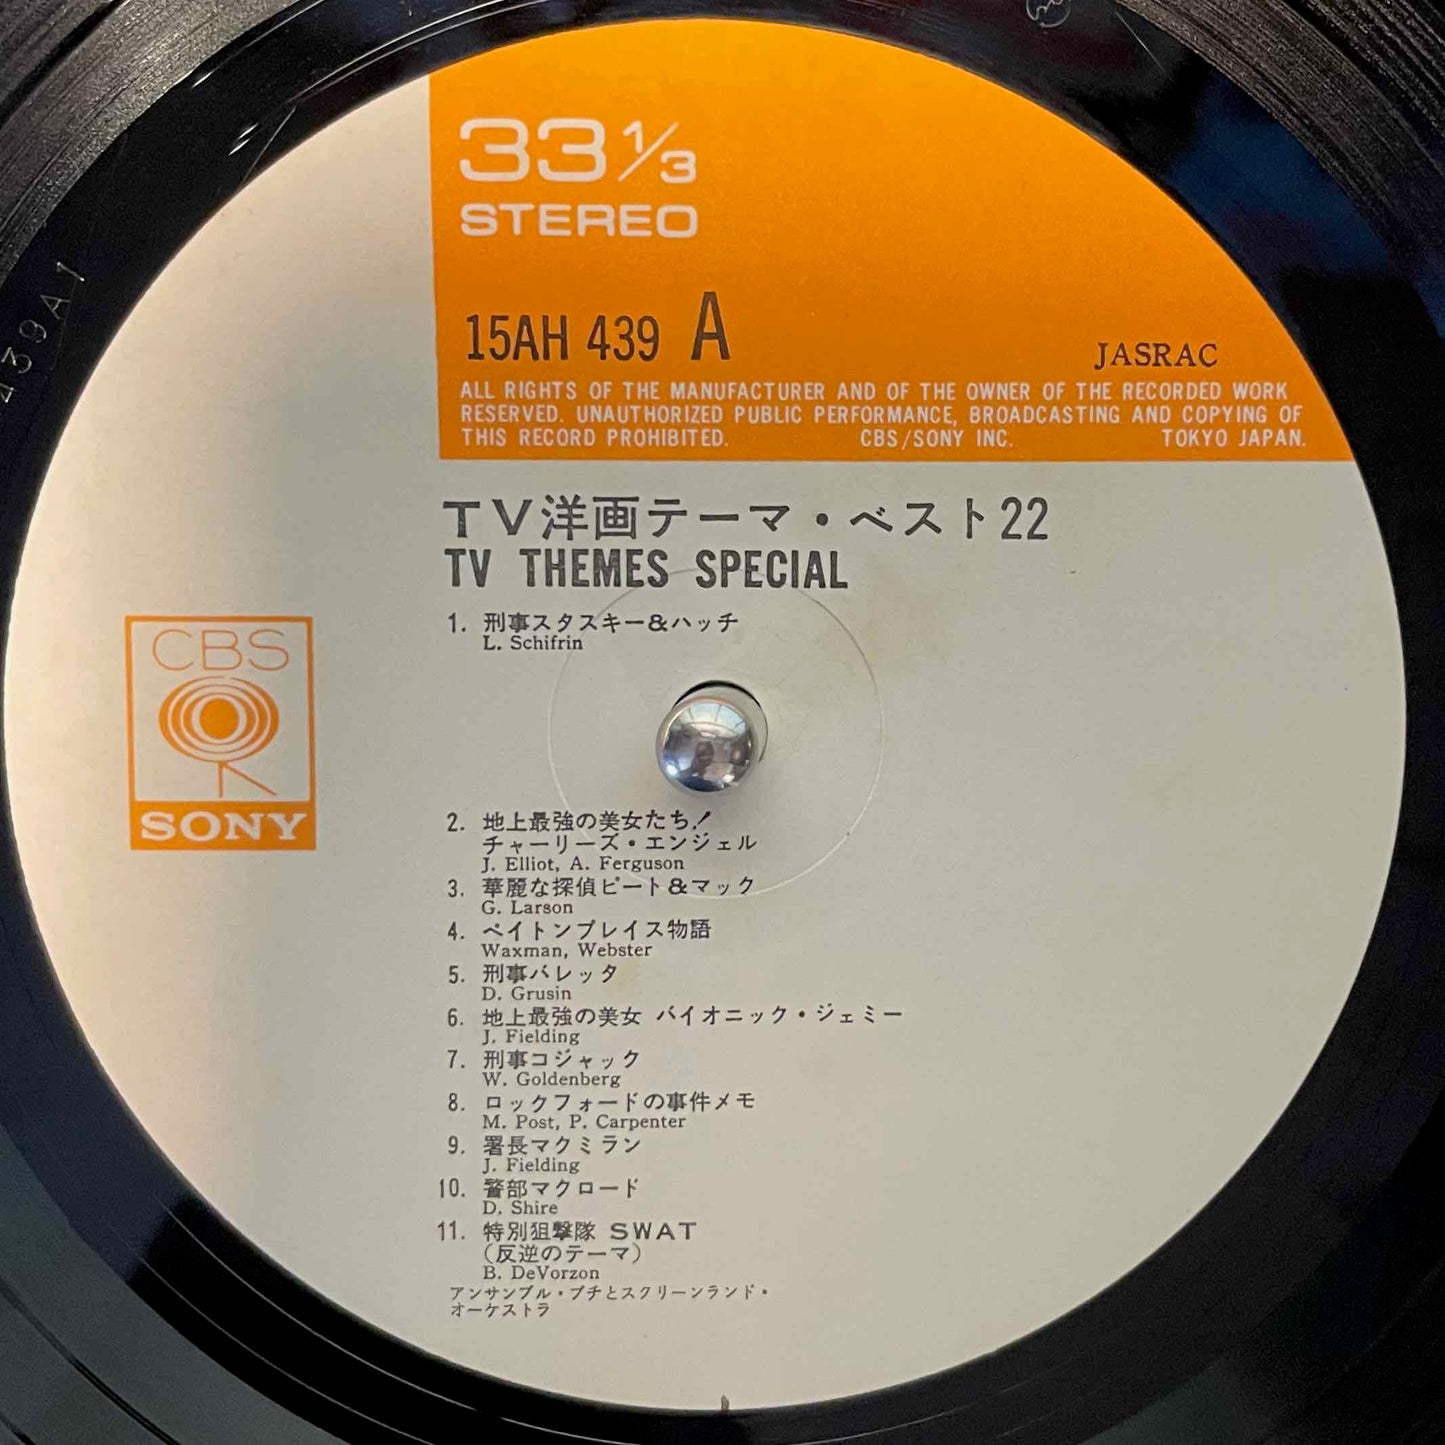 33 1/3
STEREO
15AH 439 A
JASRAC
ALL RIGHTS OF THE MANUFACTURER AND OF THE OWNER OF THE RECORDED WORK
RESERVED. UNAUTHORIZED PUBLIC PERFORMANCE, BROADCASTING AND COPYING OF
THIS RECORD PROHIBITED. CBS/SONY INC. TOKYO JAPAN.
439A1
TV洋画テーマ・ベスト22
TV THEMES SPECIAL
CBS
SONY
1. 刑事スタスキー&ハッチ
L. Schifrin
2. 地上最強の美女たち!
チャーリーズ・エンジェル
J. Elliot, A. Ferguson
3. 華麗な探偵ピート&マック
G. Larson
4. ペイトンプレイス物語
Waxman, Webster
5. 刑事バレッタ
D. Grusin
6. 地上最強の美女 バイオニック・ジェミー
J. Fielding
7. 刑事コジャック
W. Goldenberg
8. ロックフォードの事件メモ
M. Post, P. Carpenter
9. 署長マクミラン
J. Fielding
10. 警部マクロード
D. Shire
11. 特別狙撃隊 SWAT
(反逆のテーマ)
B. DeVorzon
アンサンブル・プチとスクリーンランド・
オーケストラ